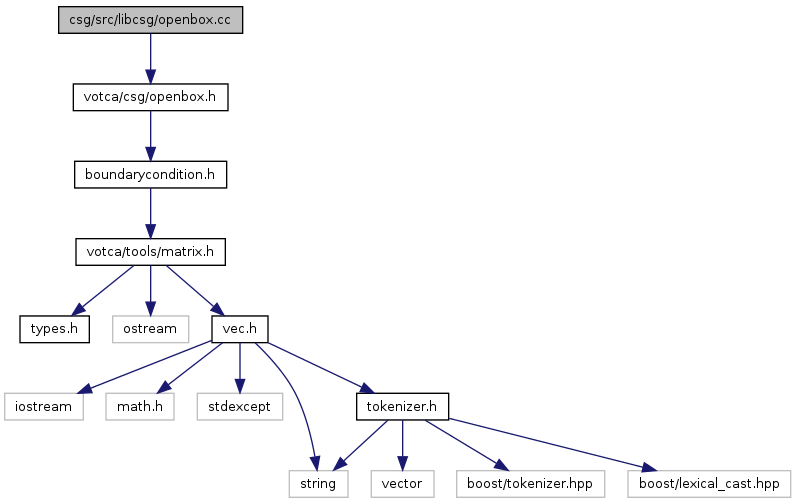 csg/src/libcsg/openbox.cc
votca/csg/openbox.h
boundarycondition.h
votca/tools/matrix.h
types.h
ostream
vec.h
iostream
math.h
stdexcept
tokenizer.h
string
vector
boost/tokenizer.hpp
boost/lexical_cast.hpp